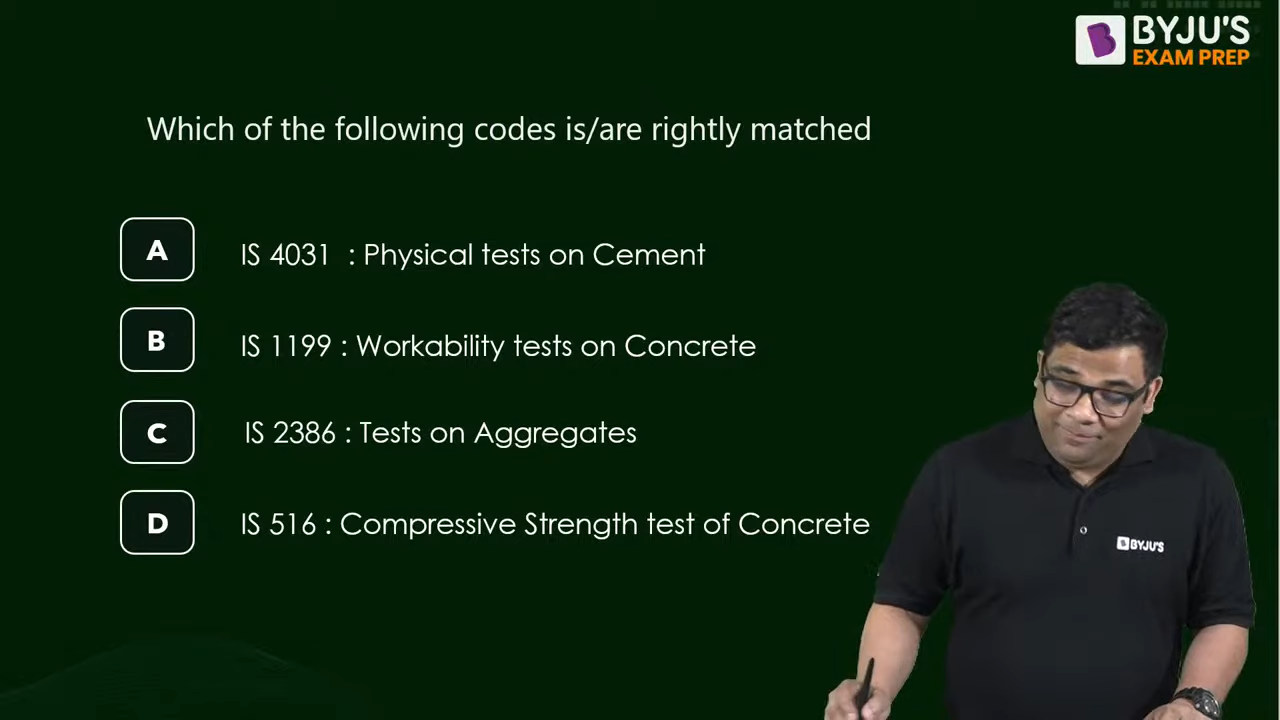 BYJU'S
EXAM PREP
Which of the following codes is/are rightly matched
A IS 4031 : Physical tests on Cement
B IS 1199 : Workability tests on Concrete
C IS 2386 : Tests on Aggregates
D IS 516 : Compressive Strength test of Concrete
BYJU'S